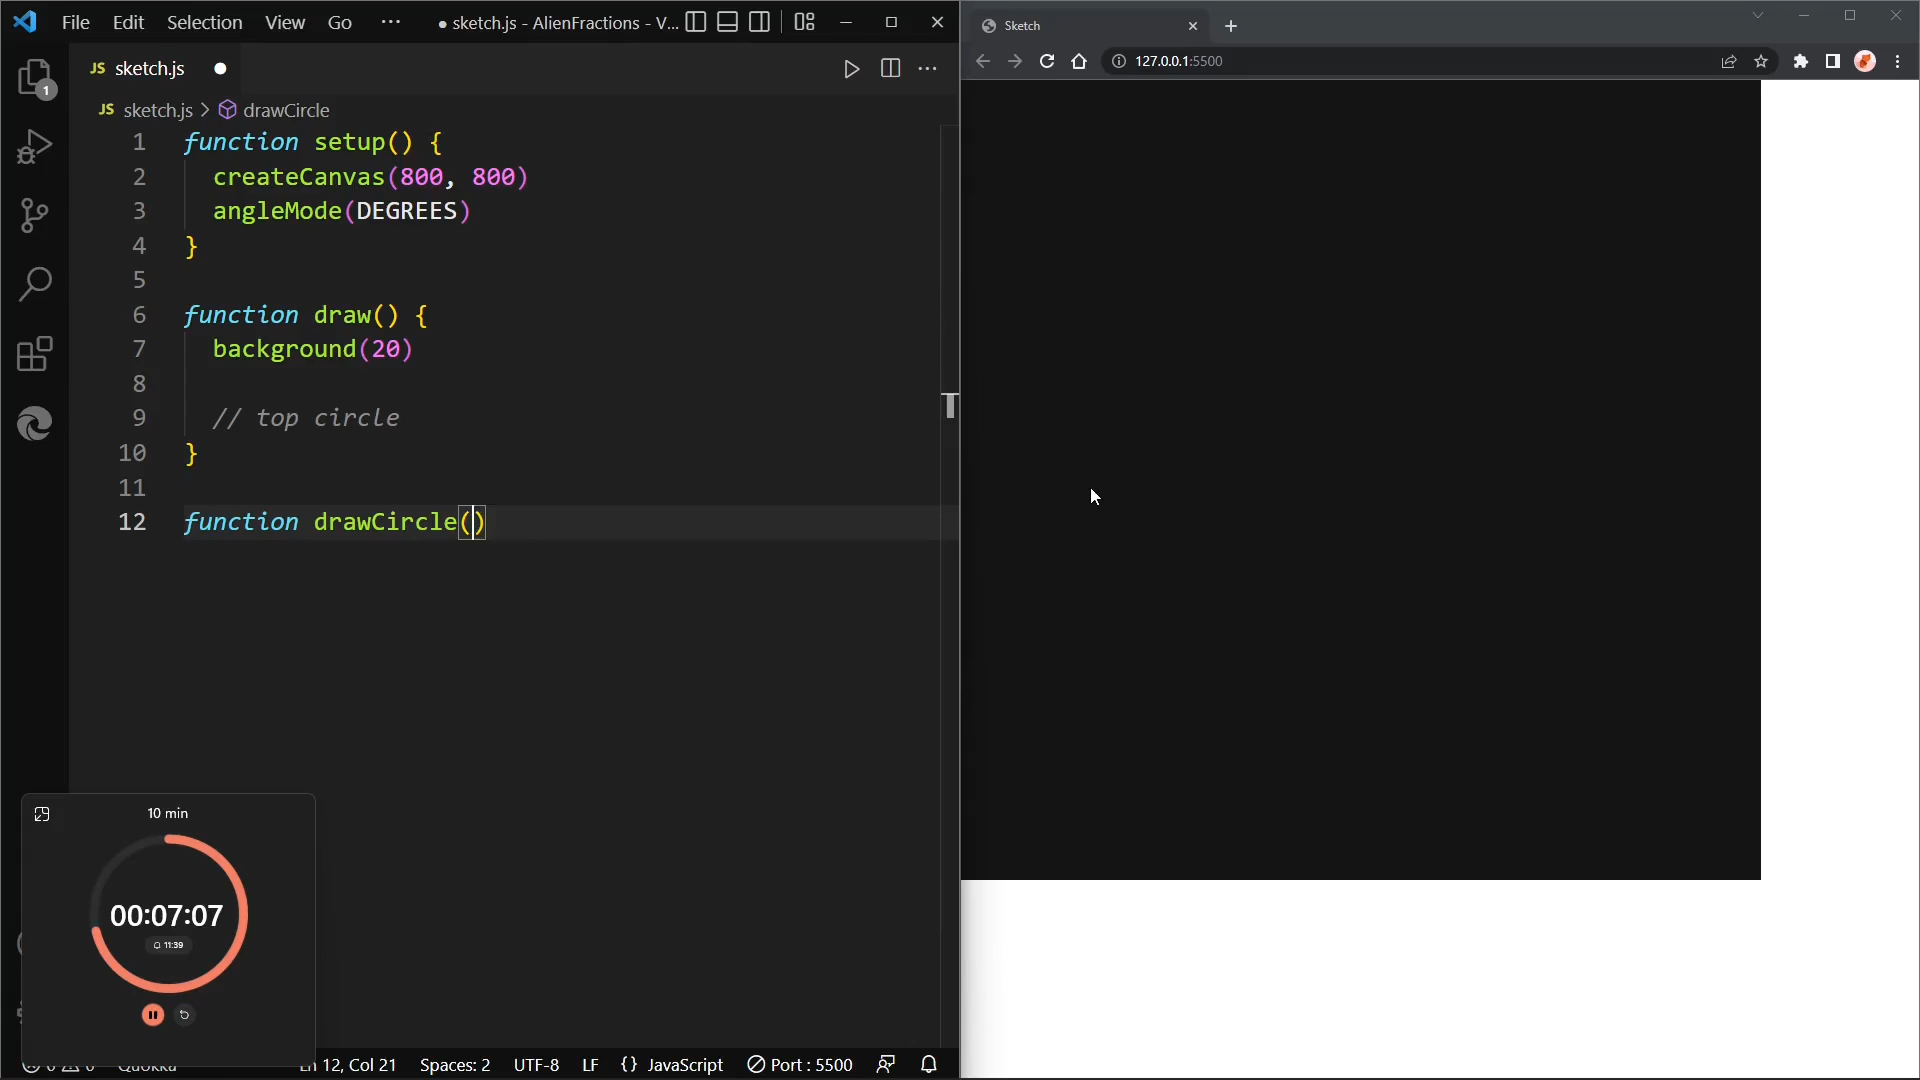 File Edit Selection View Go ··· ● sketch.js - AlienFractions - V...
JS sketch.js ●
JS sketch.js > drawCircle
1 function setup() {
2 createCanvas(800, 800)
3 angleMode(DEGREES)
4 }
5
6 function draw() {
7 background(20)
8
9 // top circle
10 }
11
12 function drawCircle()
1
10 min
00:07:07
11:39
Ln 12, Col 21 Spaces: 2 UTF-8 LF {} JavaScript Port : 5500
Quokka
Sketch
127.0.0.1:5500